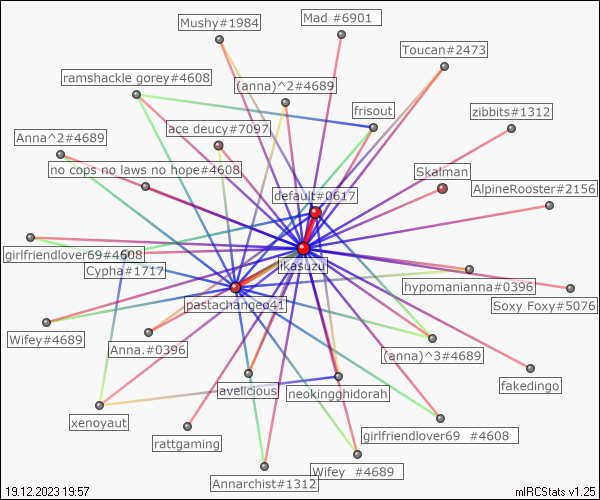 Mushy#1984
Mad #6901
Toucan#2473
ramshackle gorey#4608
(anna)^2#4689
frisout
zibbits#1312
ace deucy#7097
Anna^2#4689
no cops no laws no hope#4608
Skalman
default#0617
AlpineRooster#2156
girlfriendlover69#4608
Cypha#1717
ikasuzu
hypomanianna#0396
Soxy Foxy#5076
pastachangeo41
Wifey#4689
Anna.#0396
(anna)^3#4689
avelicious
neokingghidorah
fakedingo
xenoyaut
rattgaming
girlfriendlover69 #4608
Wifey #4689
Annarchist#1312
19.12.2023 19:57
mIRCStats v1.25